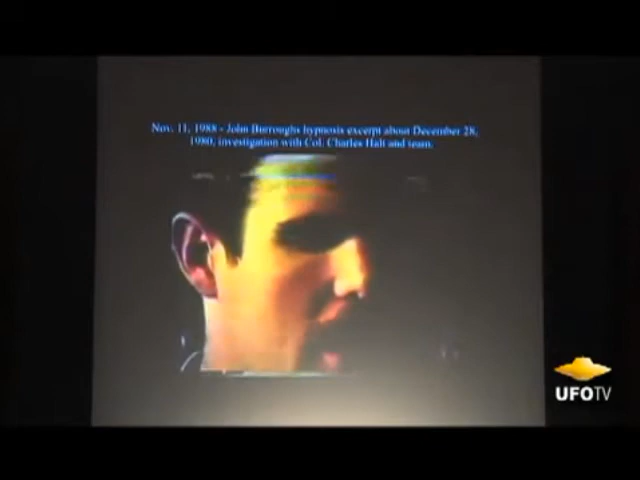 Nov. 11, 1988 - John Burroughs hypnosis excerpt about December 28,
1980, investigation with Col. Charles Halt and team.
UFOTV